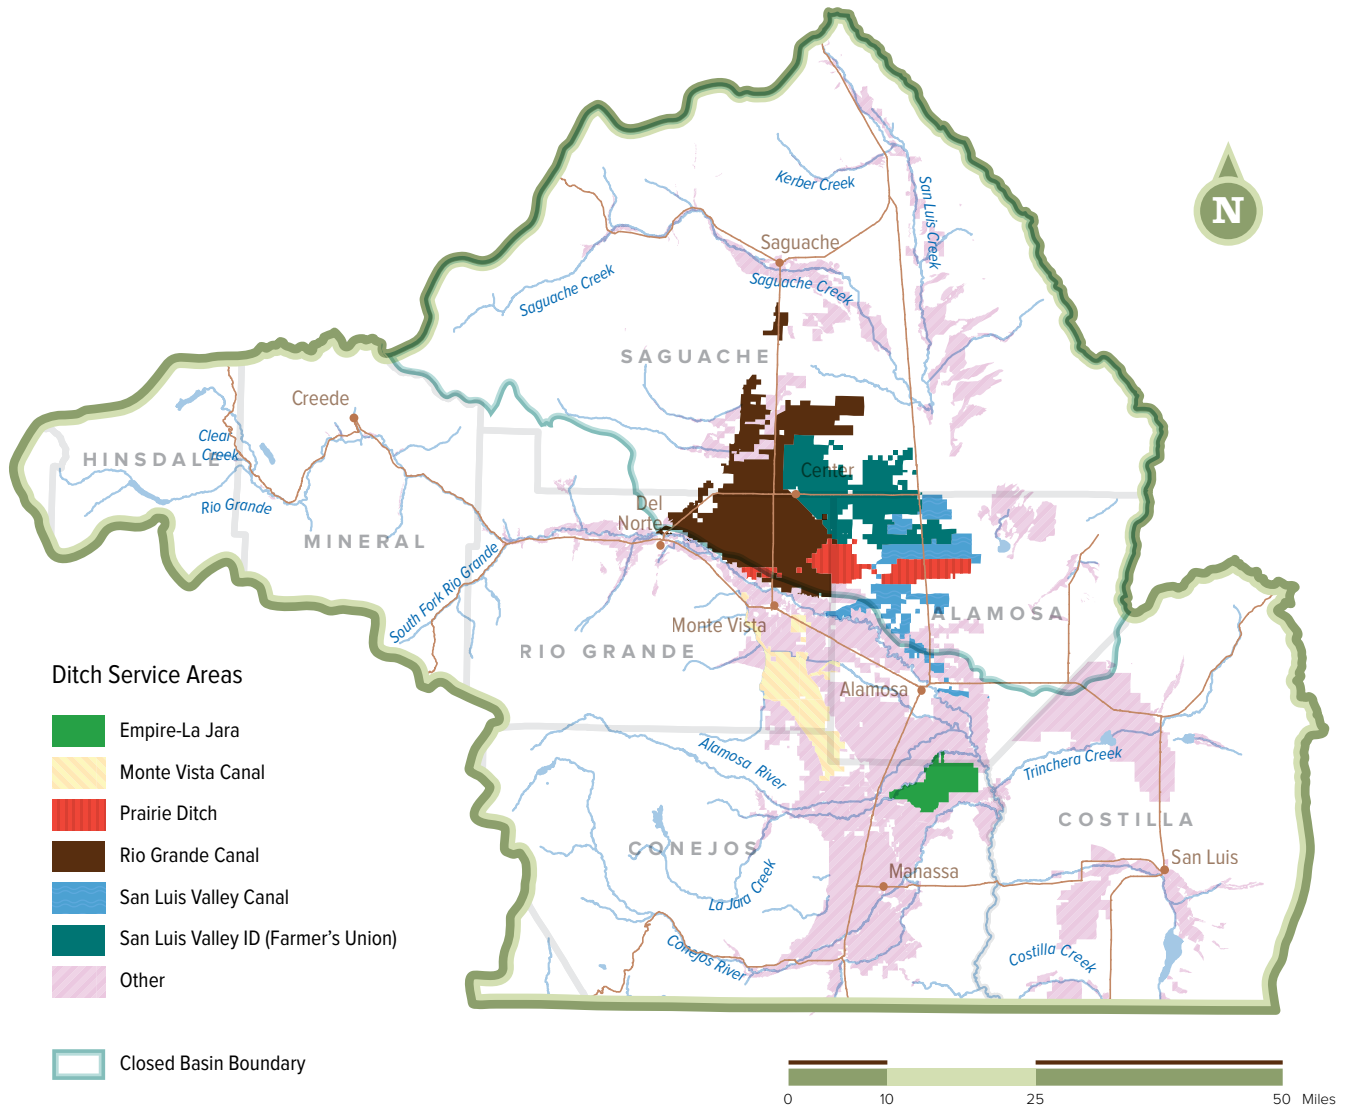 Kerber Creek
San Luis Creek
N
Saguache
Saguache Creek
Saguache Creek
SAGUACHE
Creede
Clear
Creek
HINSDALE
Rio Grande
MINERAL
Center
Del
Norte
South Fork Rio Grande
ALAMOSA
Monte Vista
RIO GRANDE
Alamosa
Alamosa River
Trinchera Creek
COSTILLA
CONEJOS
San Luis
Manassa
La Jara Creek
Conejos River
Costilla Creek
Ditch Service Areas
Empire-La Jara
Monte Vista Canal
Prairie Ditch
Rio Grande Canal
San Luis Valley Canal
San Luis Valley ID (Farmer's Union)
Other
Closed Basin Boundary
0 10 25 50 Miles